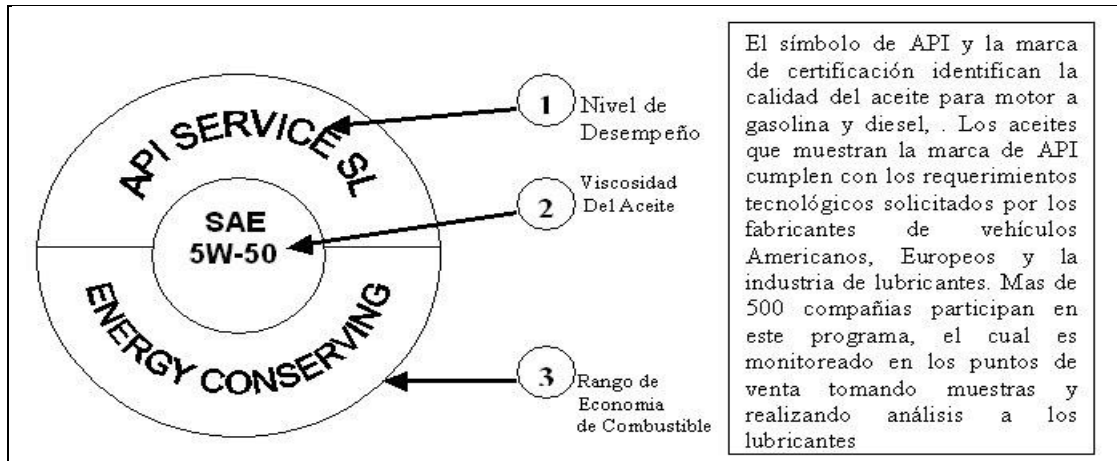 API SERVICE SL
SAE
5W-50
ENERGY CONSERVING
1
Nivel de
Desempeño
2
Viscosidad
Del Aceite
3
Rango de
Economia
de Combustible
El símbolo de API y la marca
de certificación identifican la
calidad del aceite para motor a
gasolina y diesel, . Los aceites
que muestran la marca de API
cumplen con los requerimientos
tecnológicos solicitados por los
fabricantes de vehículos
Americanos, Europeos y la
industria de lubricantes. Mas de
500 compañias participan en
este programa, el cual es
monitoreado en los puntos de
venta tomando muestras y
realizando análisis a los
lubricantes